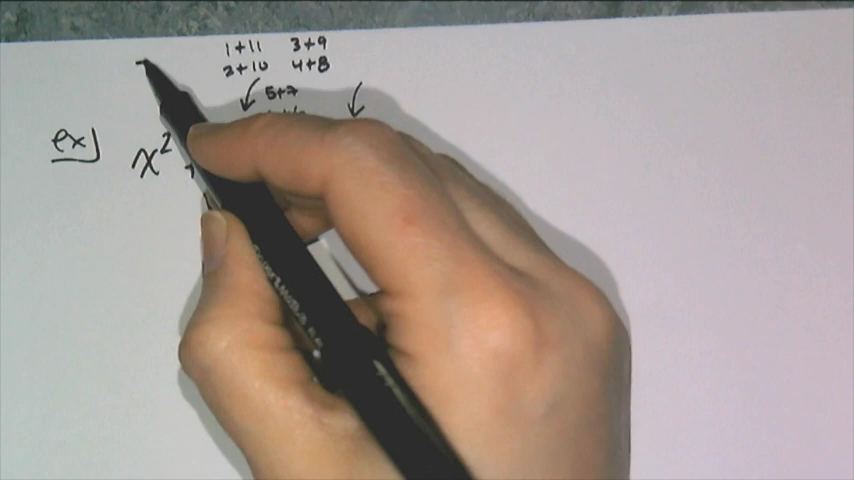 1+11 3+9
2+10 4+8
5+7
ex) x²